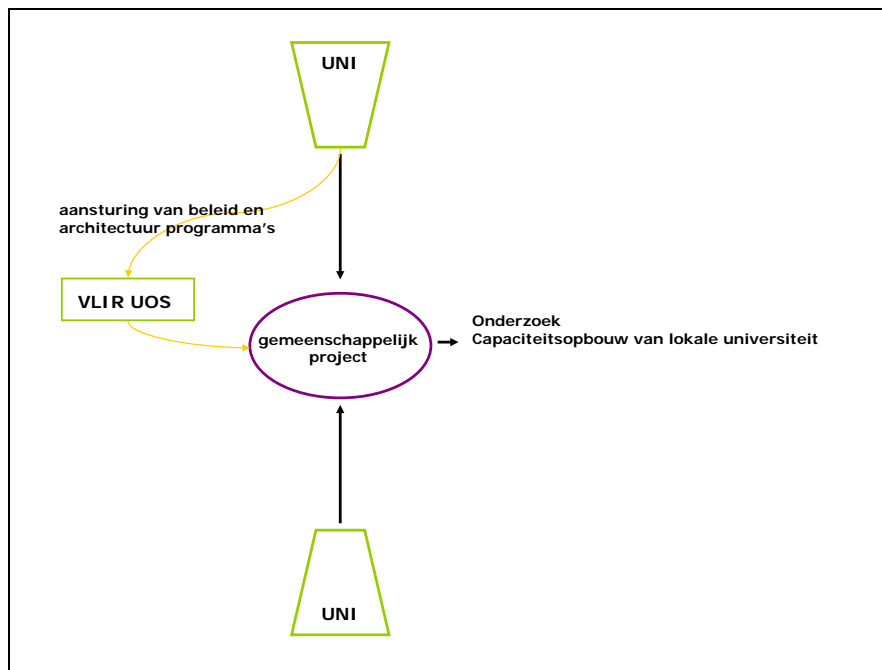 UNI
aansturing van beleid en
architectuur programma's
VLIR UOS
gemeenschappelijk
project
Onderzoek
Capaciteitsopbouw van lokale universiteit
UNI